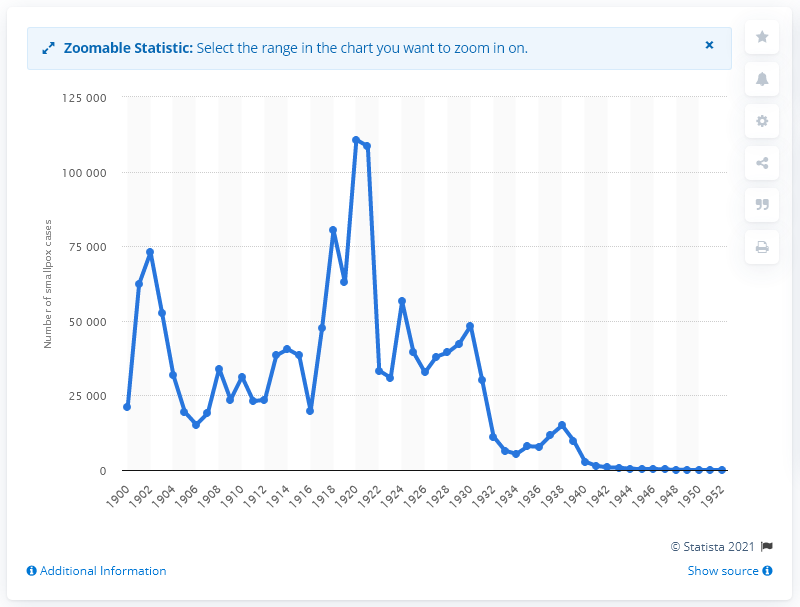 Zoomable Statistic: Select the range in the chart you want to zoom in on.
125 000
100 000
75 000
50 000
25 000
0
Number of smallpox cases
1900 1902 1904 1906 1908 1910 1912 1914 1916 1918 1920 1922 1924 1926 1928 1930 1932 1934 1936 1938 1940 1942 1944 1946 1948 1950 1952
© Statista 2021
Additional Information
Show source